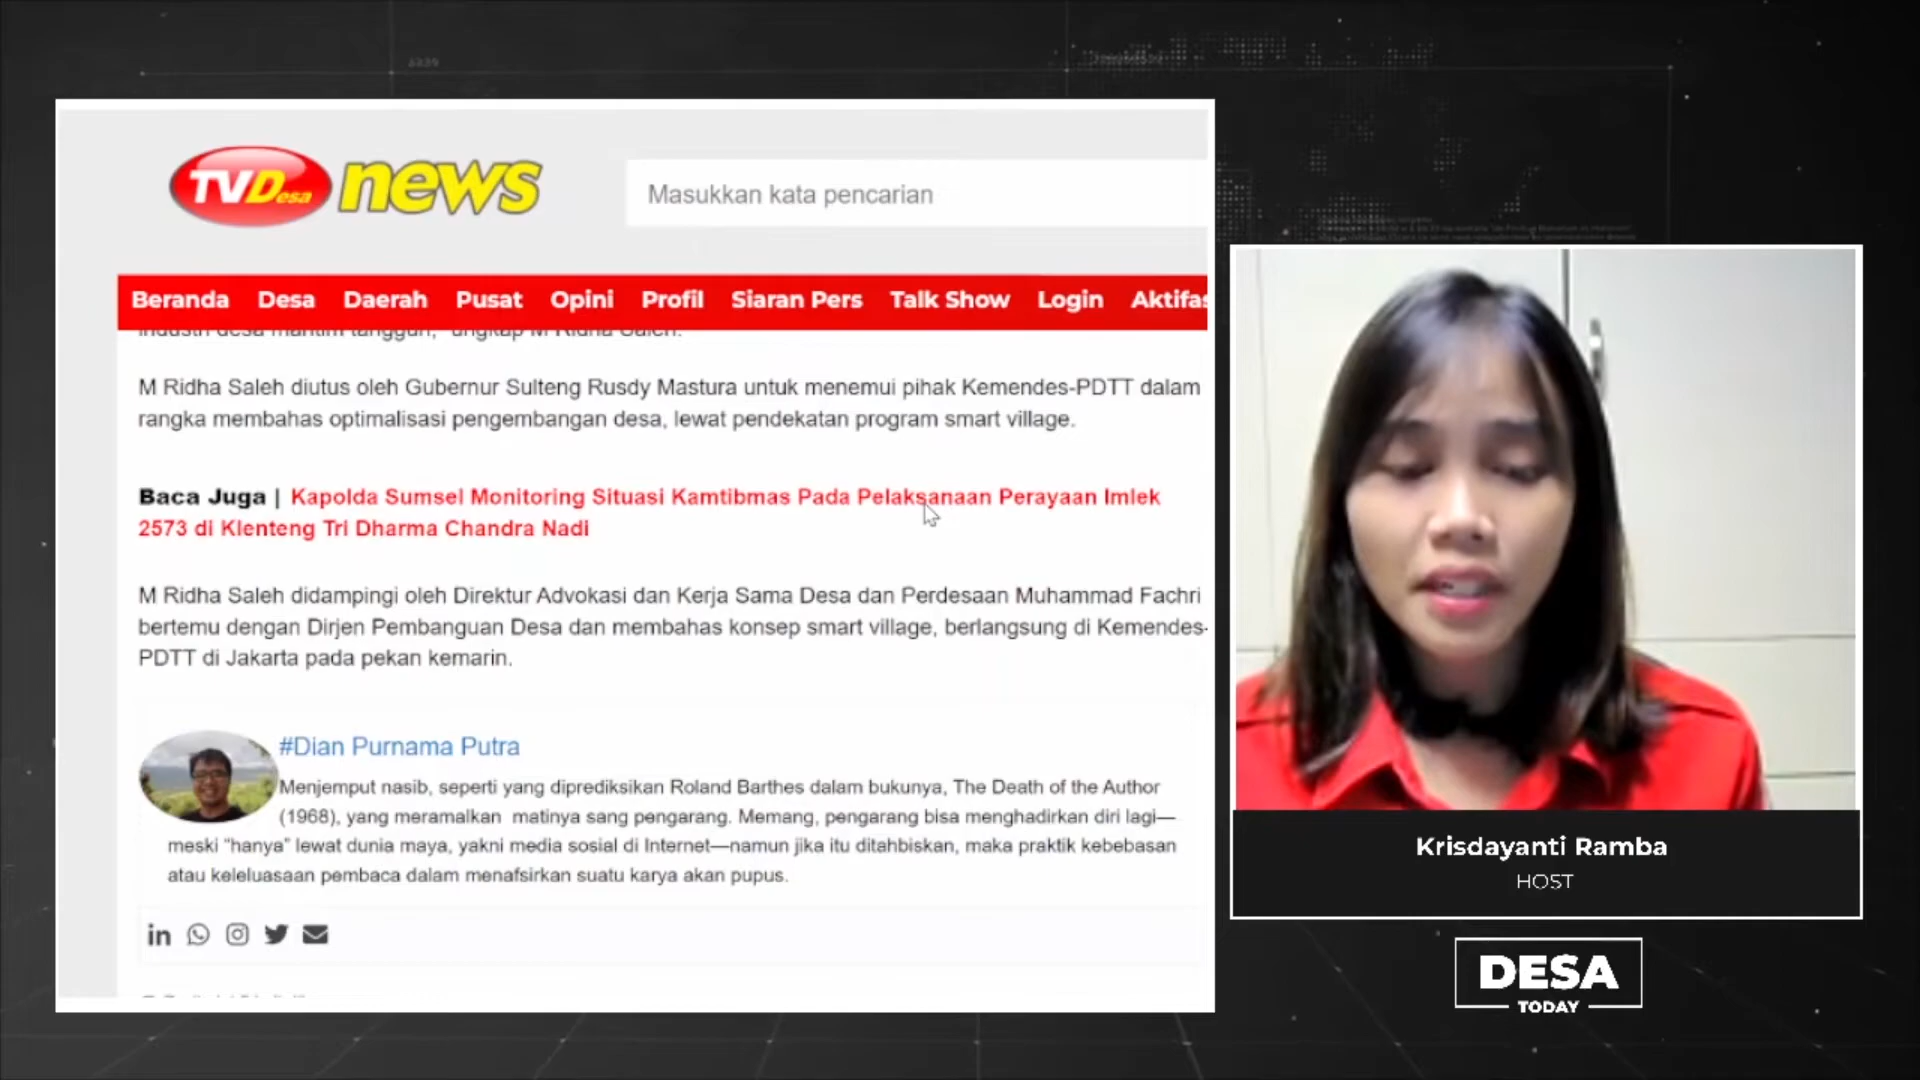 TVDesa news
Masukkan kata pencarian
Beranda Desa Daerah Pusat Opini Profil Siaran Pers Talk Show Login Aktifas
industri desa maritim tangguh," ungkap M Ridha Saleh.
M Ridha Saleh diutus oleh Gubernur Sulteng Rusdy Mastura untuk menemui pihak Kemendes-PDTT dalam
rangka membahas optimalisasi pengembangan desa, lewat pendekatan program smart village.
Baca Juga | Kapolda Sumsel Monitoring Situasi Kamtibmas Pada Pelaksanaan Perayaan Imlek
2573 di Klenteng Tri Dharma Chandra Nadi
M Ridha Saleh didampingi oleh Direktur Advokasi dan Kerja Sama Desa dan Perdesaan Muhammad Fachri
bertemu dengan Dirjen Pembanguan Desa dan membahas konsep smart village, berlangsung di Kemendes-
PDTT di Jakarta pada pekan kemarin.
#Dian Purnama Putra
Menjemput nasib, seperti yang diprediksikan Roland Barthes dalam bukunya, The Death of the Author
(1968), yang meramalkan matinya sang pengarang. Memang, pengarang bisa menghadirkan diri lagi—
meski "hanya" lewat dunia maya, yakni media sosial di Internet—namun jika itu ditahbiskan, maka praktik kebebasan
atau keleluasaan pembaca dalam menafsirkan suatu karya akan pupus.
Krisdayanti Ramba
HOST
DESA
TODAY